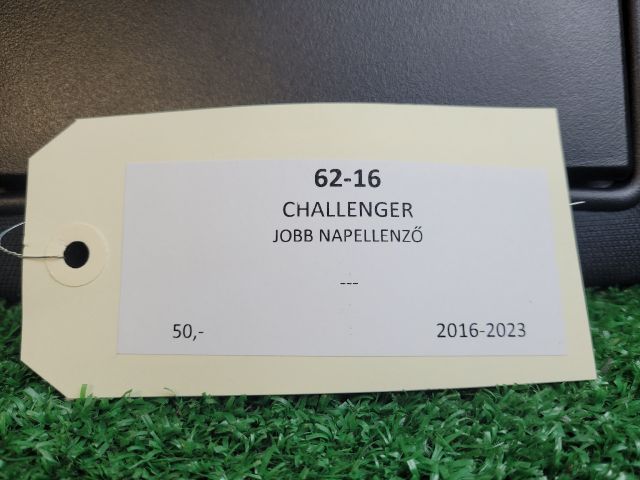 62-16
CHALLENGER
JOBB NAPELLENZŐ
---
50,-
2016-2023